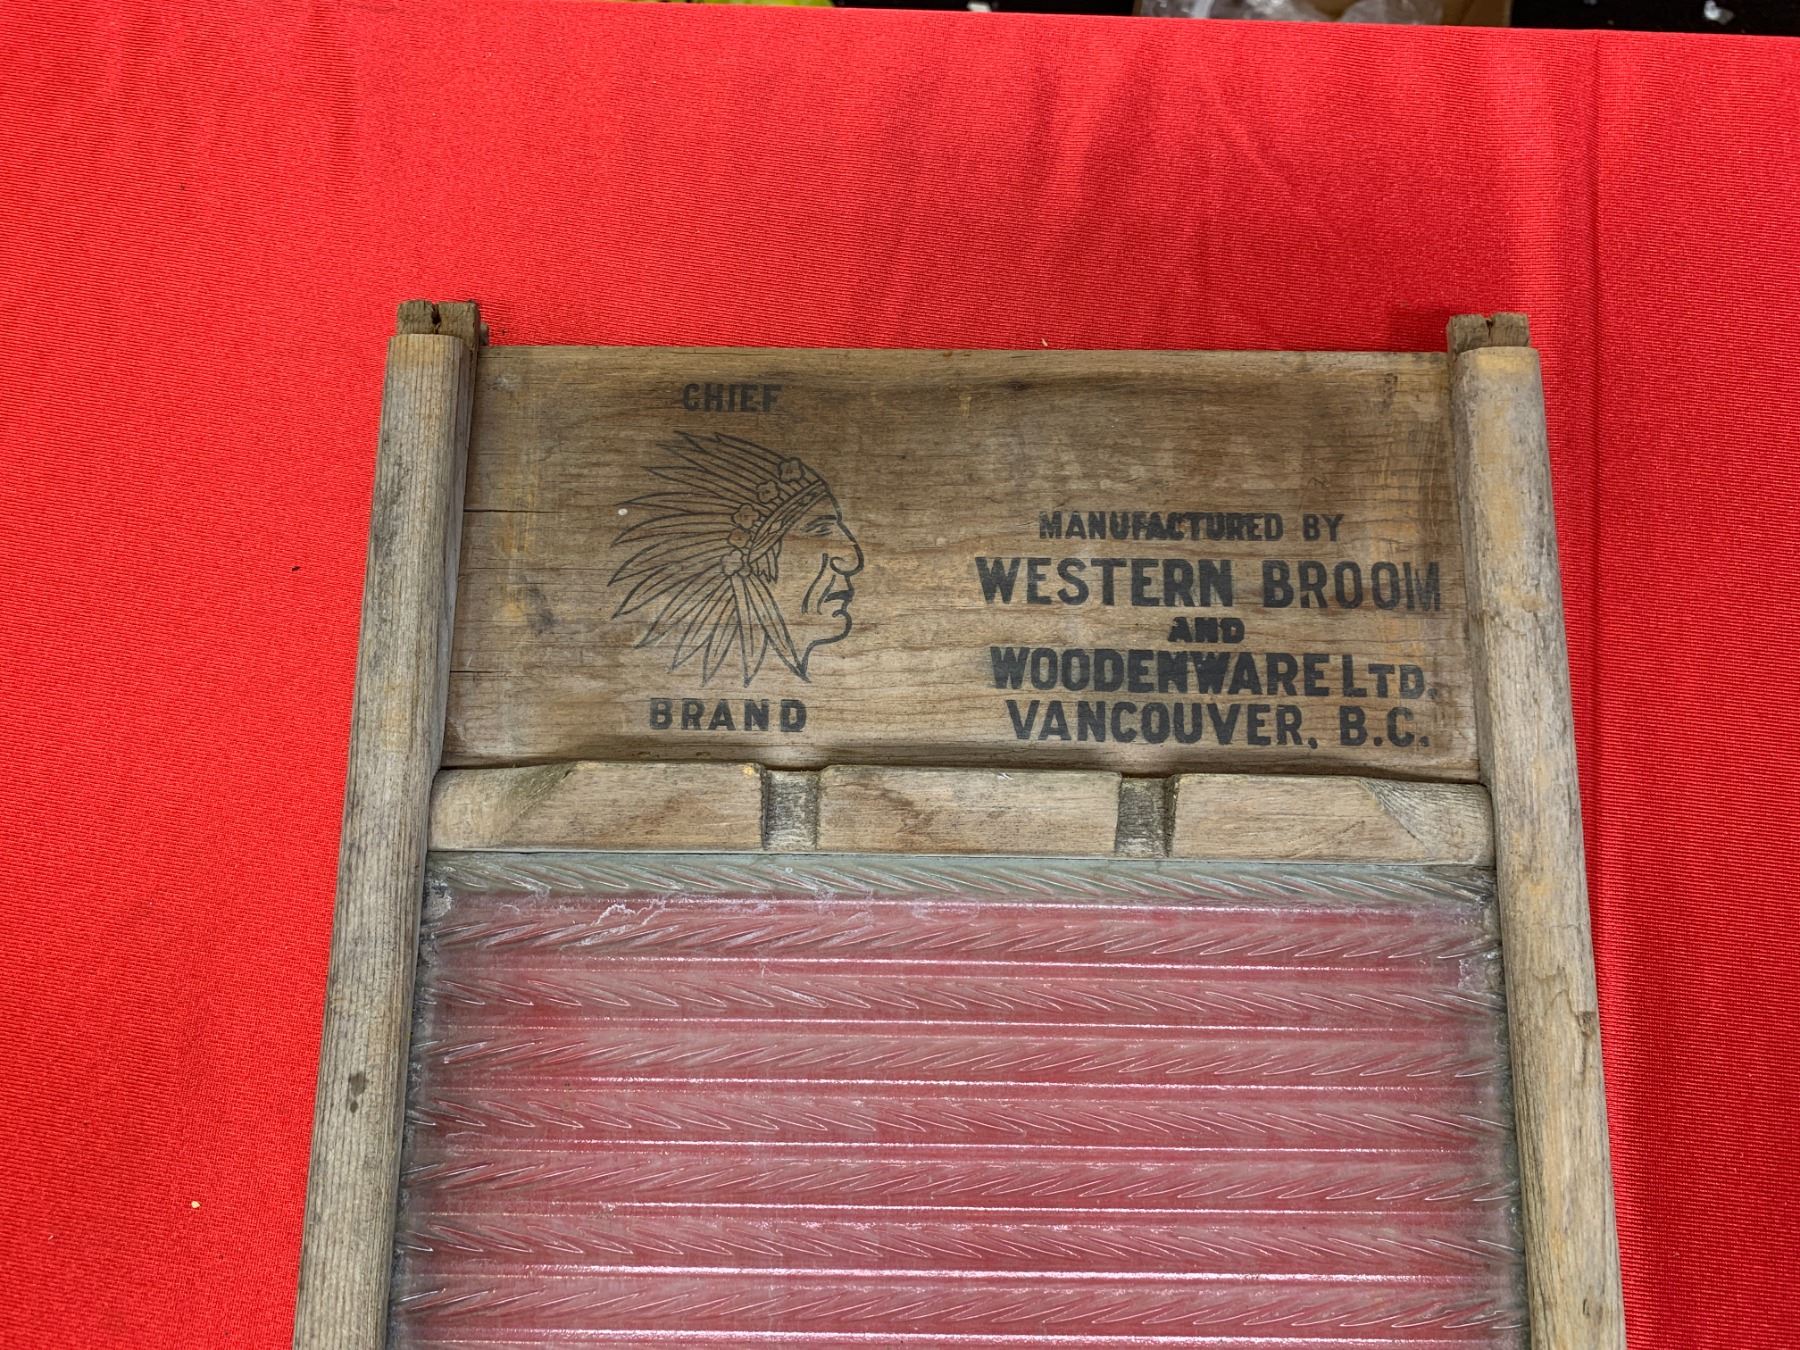 CHIEF
BRAND
MANUFACTURED BY
WESTERN BROOM
AND
WOODENWARE LTD.
VANCOUVER, B.C.